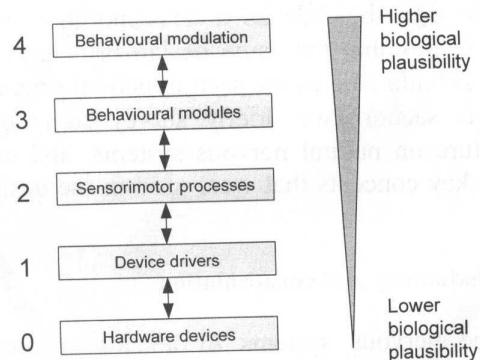 4
Behavioural modulation
3
Behavioural modules
2
Sensorimotor processes
1
Device drivers
0
Hardware devices
Higher
biological
plausibility
Lower
biological
plausibility